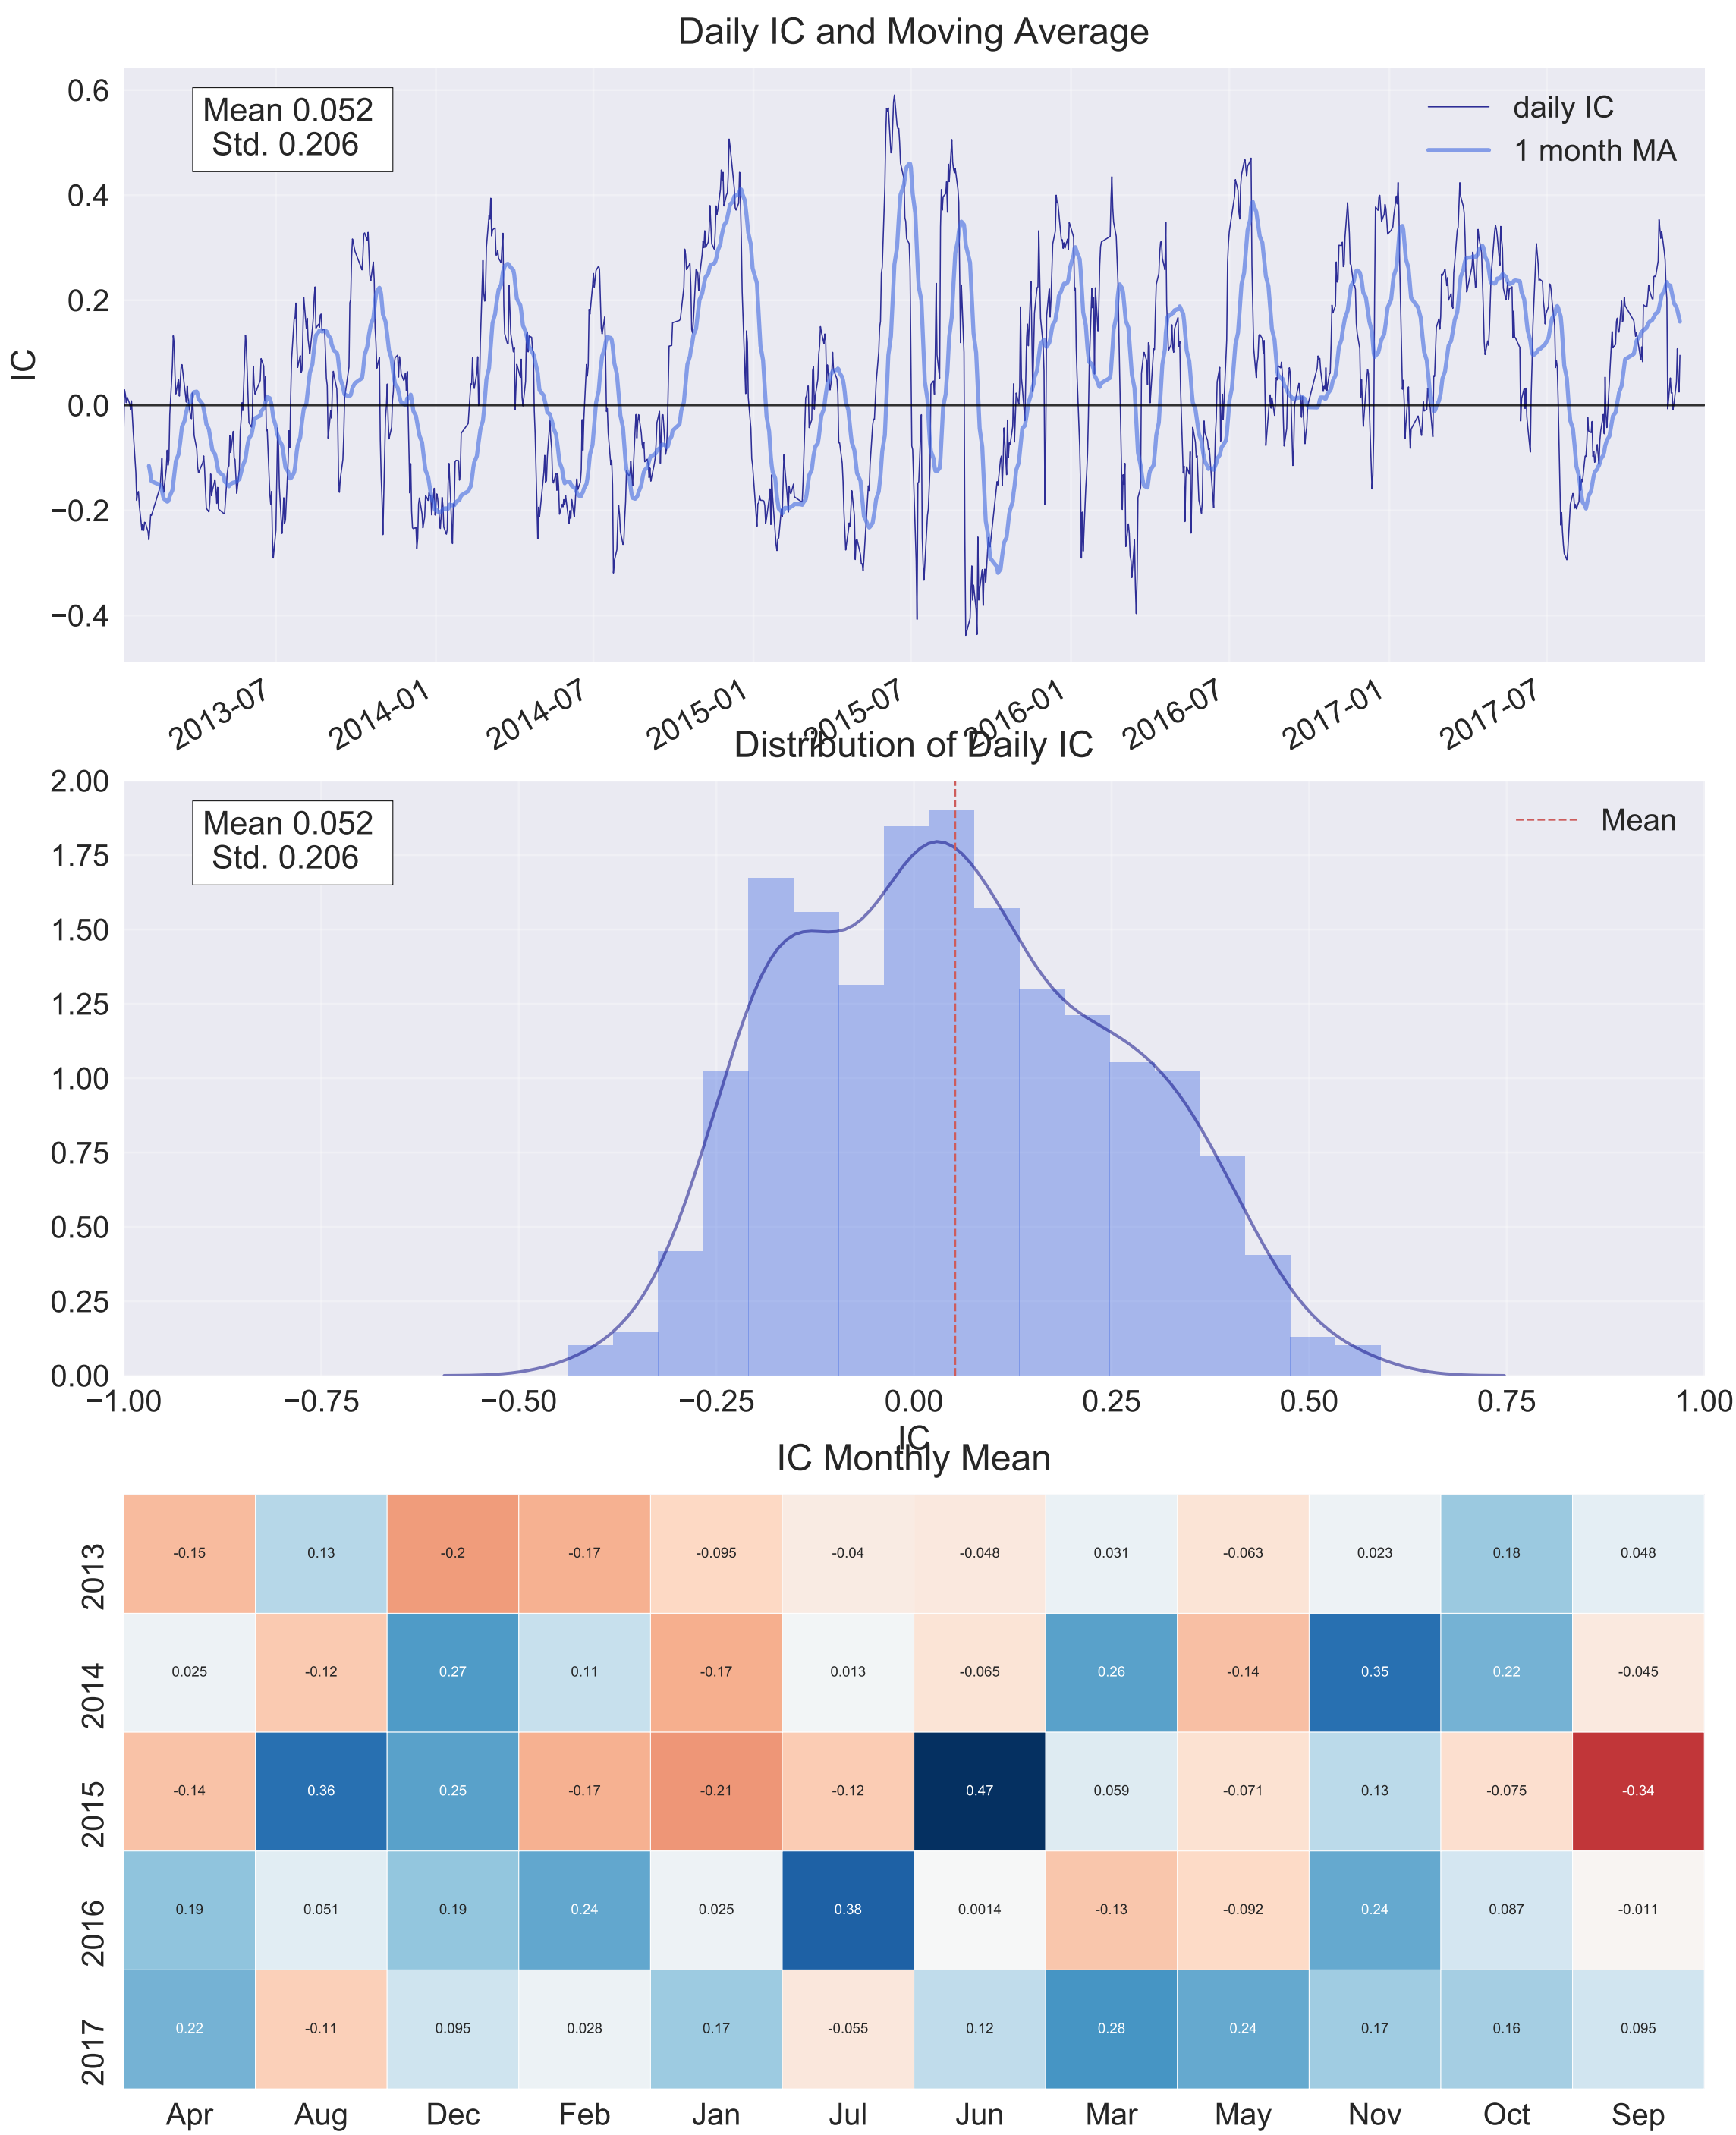 Daily IC and Moving Average
0.6
0.4
0.2
0.0
−0.2
−0.4
IC
Mean 0.052
Std. 0.206
daily IC
1 month MA
2013-07
2014-01
2014-07
2015-01
2015-07
2016-01
2016-07
2017-01
2017-07
Distribution of Daily IC
2.00
1.75
1.50
1.25
1.00
0.75
0.50
0.25
0.00
Mean 0.052
Std. 0.206
Mean
−1.00 −0.75 −0.50 −0.25 0.00 0.25 0.50 0.75 1.00
IC
IC Monthly Mean
2013 -0.15 0.13 -0.2 -0.17 -0.095 -0.04 -0.048 0.031 -0.063 0.023 0.18 0.048
2014 0.025 -0.12 0.27 0.11 -0.17 0.013 -0.065 0.26 -0.14 0.35 0.22 -0.045
2015 -0.14 0.36 0.25 -0.17 -0.21 -0.12 0.47 0.059 -0.071 0.13 -0.075 -0.34
2016 0.19 0.051 0.19 0.24 0.025 0.38 0.0014 -0.13 -0.092 0.24 0.087 -0.011
2017 0.22 -0.11 0.095 0.028 0.17 -0.055 0.12 0.28 0.24 0.17 0.16 0.095
Apr Aug Dec Feb Jan Jul Jun Mar May Nov Oct Sep